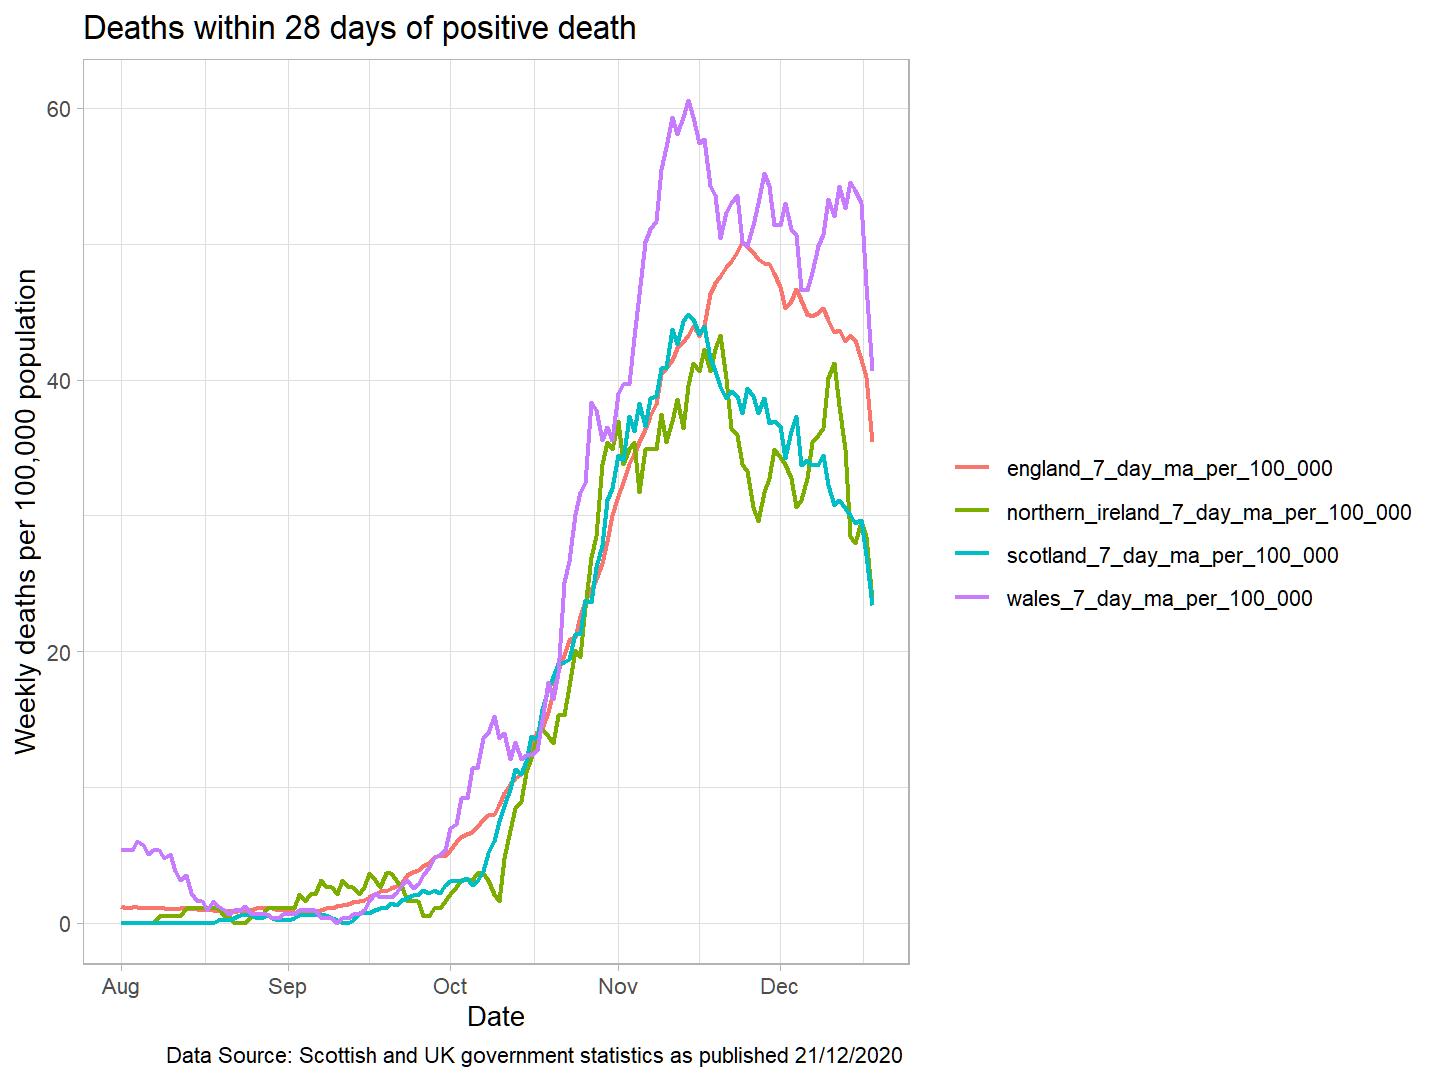 Deaths within 28 days of positive death
Weekly deaths per 100,000 population
60
40
20
0
Aug Sep Oct Nov Dec
Date
england_7_day_ma_per_100_000
northern_ireland_7_day_ma_per_100_000
scotland_7_day_ma_per_100_000
wales_7_day_ma_per_100_000
Data Source: Scottish and UK government statistics as published 21/12/2020